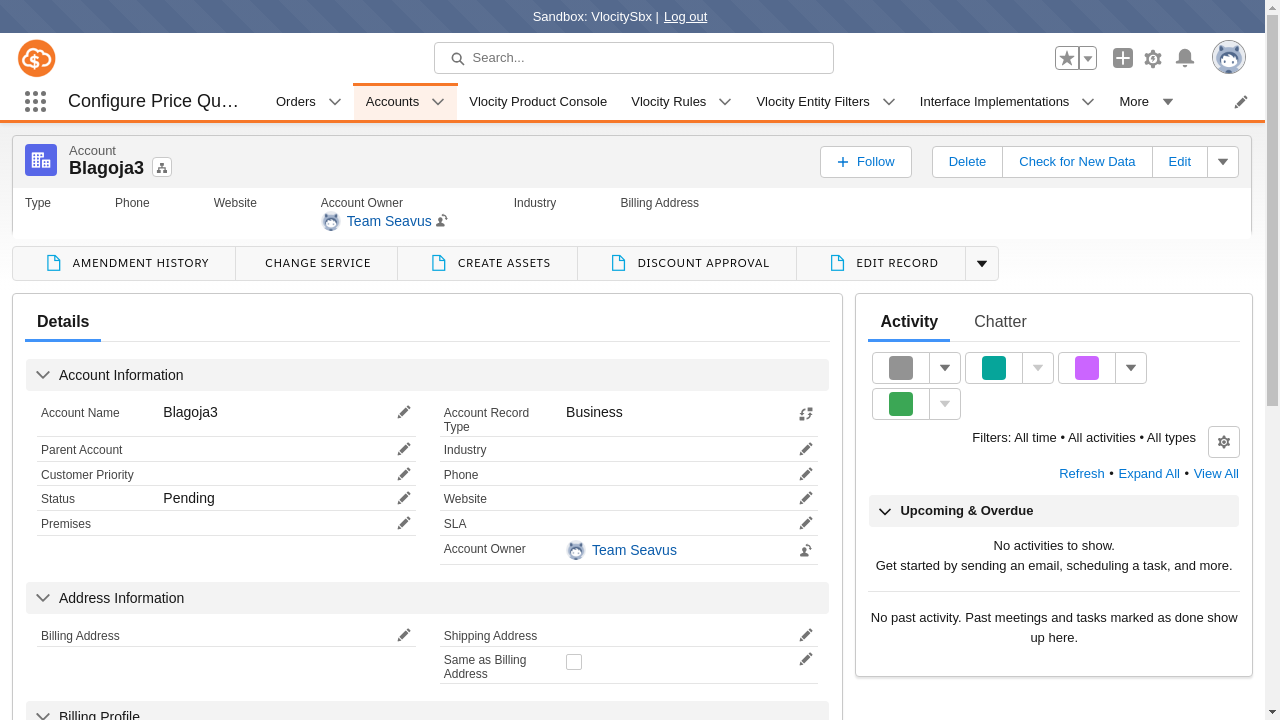 Sandbox: VlocitySbx | Log out
Search...
Configure Price Qu…
Orders
Accounts
Vlocity Product Console
Vlocity Rules
Vlocity Entity Filters
Interface Implementations
More
Account
Blagoja3
Follow
Delete
Check for New Data
Edit
Type
Phone
Website
Account Owner
Industry
Billing Address
Team Seavus
AMENDMENT HISTORY
CHANGE SERVICE
CREATE ASSETS
DISCOUNT APPROVAL
EDIT RECORD
Details
Account Information
Account Name
Blagoja3
Account Record
Type
Business
Parent Account
Industry
Customer Priority
Phone
Status
Pending
Website
Premises
SLA
Account Owner
Team Seavus
Address Information
Billing Address
Shipping Address
Same as Billing
Address
Billing Profile
Activity
Chatter
Filters: All time • All activities • All types
Refresh • Expand All • View All
Upcoming & Overdue
No activities to show.
Get started by sending an email, scheduling a task, and more.
No past activity. Past meetings and tasks marked as done show
up here.